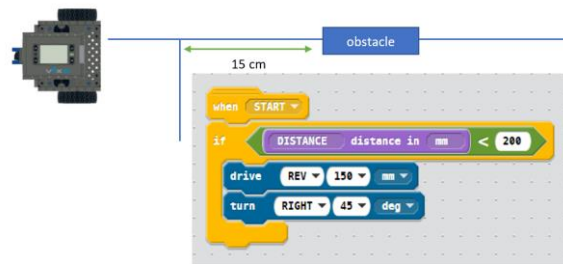 obstacle
15 cm
when START
if DISTANCE distance in mm < 200
drive REV 150 mm
turn RIGHT 45 deg